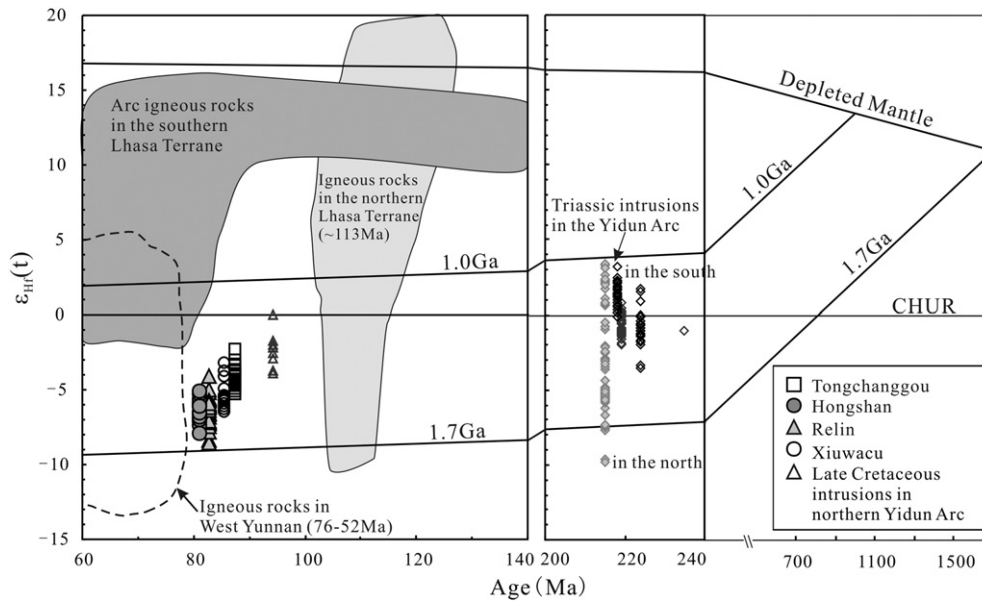 20
15
10
5
0
−5
−10
−15
εHf(t)
Arc igneous rocks
in the southern
Lhasa Terrane
Igneous rocks
in the northern
Lhasa Terrane
(~113Ma)
Depleted Mantle
1.0Ga
1.7Ga
Triassic intrusions
in the Yidun Arc
in the south
1.0Ga
CHUR
1.7Ga
in the north
Igneous rocks in
West Yunnan (76-52Ma)
Tongchanggou
Hongshan
Relin
Xiuwacu
Late Cretaceous
intrusions in
northern Yidun Arc
60
80
100
120
140
200
220
240
700
1100
1500
Age(Ma)